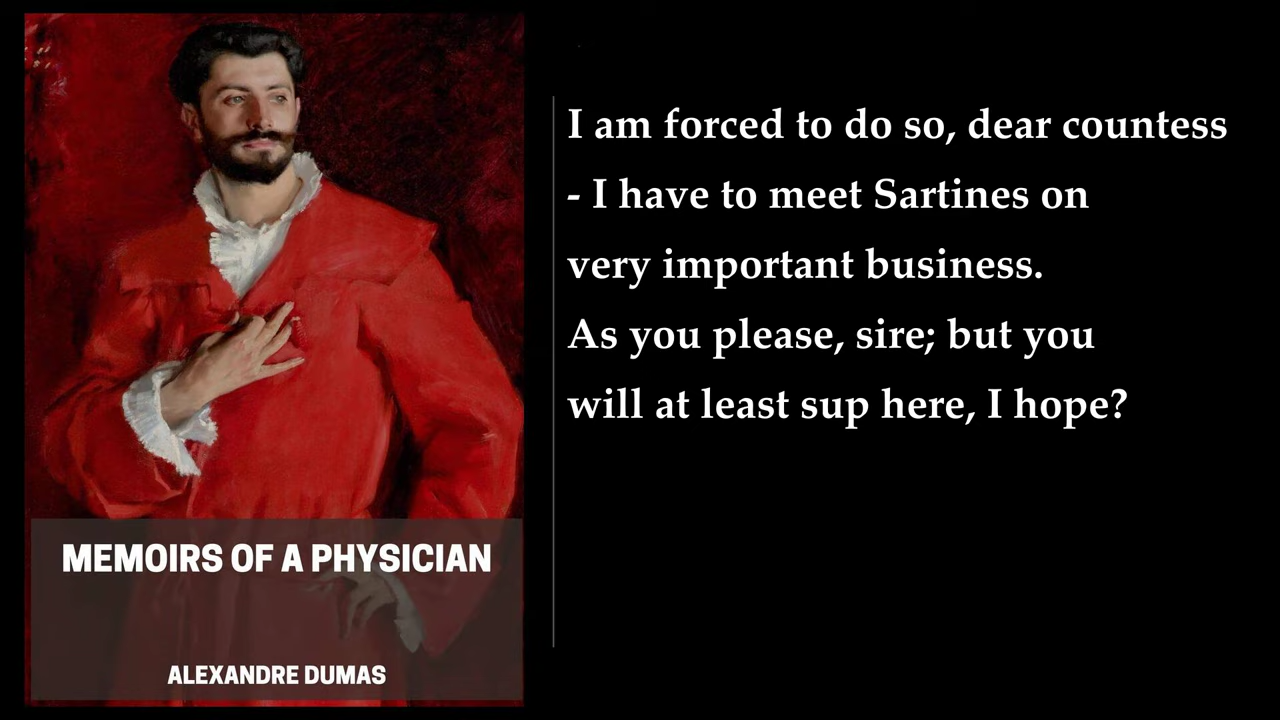 I am forced to do so, dear countess
- I have to meet Sartines on
very important business.
As you please, sire; but you
will at least sup here, I hope?
MEMOIRS OF A PHYSICIAN
ALEXANDRE DUMAS